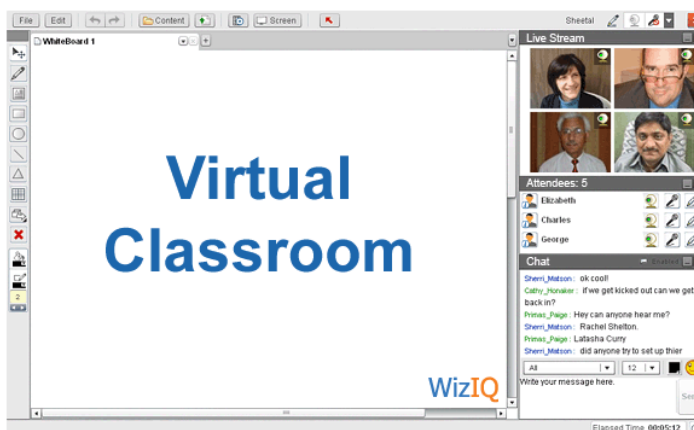 File Edit Content Screen Sheetal
WhiteBoard 1
Virtual
Classroom
WizIQ
2
Live Stream
Attendees: 5
Elizabeth
Charles
George
Chat
Enabled
Sherri_Matson : ok cool!
Cathy_Honaker : if we get kicked out can we get
back in?
Primas_Paige : Hey can anyone hear me?
Sherri_Matson : Rachel Shelton.
Primas_Paige : Latasha Curry
Sherri_Matson : did anyone try to set up thier
All 12
Write your message here.
Elapsed Time 00:05:12